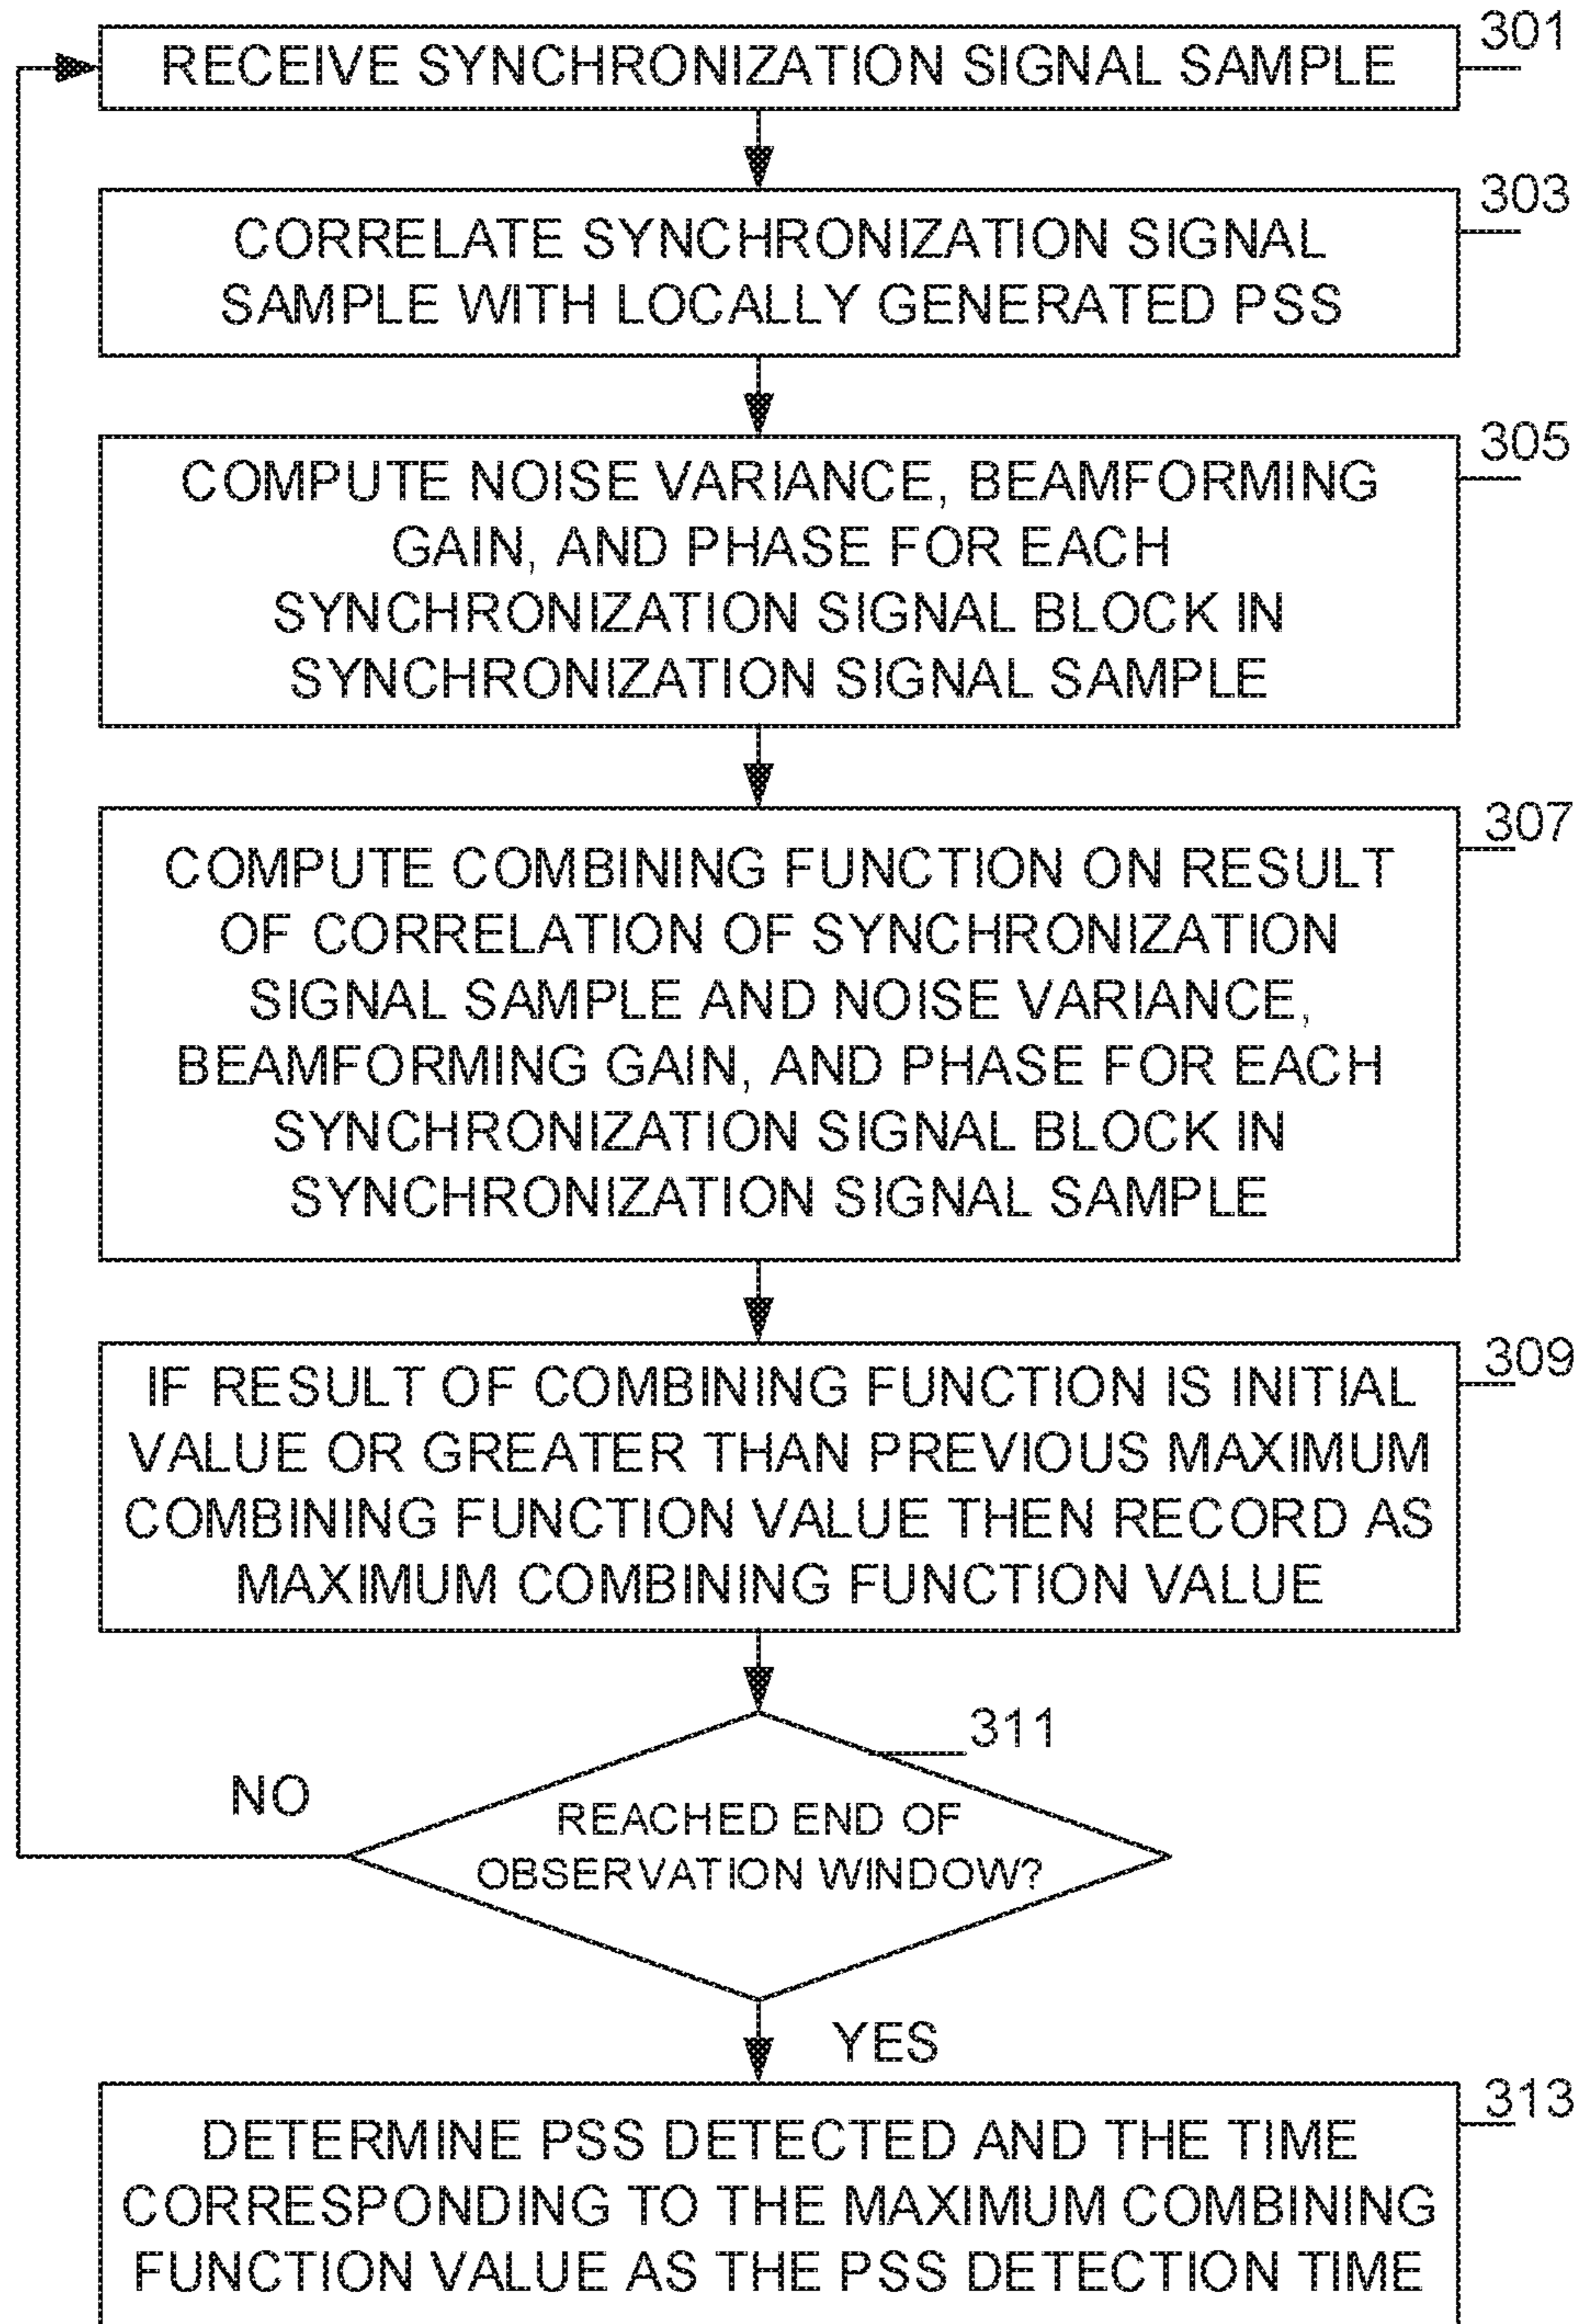 RECEIVE SYNCHRONIZATION SIGNAL SAMPLE
301
303
CORRELATE SYNCHRONIZATION SIGNAL
SAMPLE WITH LOCALLY GENERATED PSS
305
COMPUTE NOISE VARIANCE, BEAMFORMING
GAIN, AND PHASE FOR EACH
SYNCHRONIZATION SIGNAL BLOCK IN
SYNCHRONIZATION SIGNAL SAMPLE
307
COMPUTE COMBINING FUNCTION ON RESULT
OF CORRELATION OF SYNCHRONIZATION
SIGNAL SAMPLE AND NOISE VARIANCE,
BEAMFORMING GAIN, AND PHASE FOR EACH
SYNCHRONIZATION SIGNAL BLOCK IN
SYNCHRONIZATION SIGNAL SAMPLE
309
IF RESULT OF COMBINING FUNCTION IS INITIAL
VALUE OR GREATER THAN PREVIOUS MAXIMUM
COMBINING FUNCTION VALUE THEN RECORD AS
MAXIMUM COMBINING FUNCTION VALUE
311
NO
REACHED END OF
OBSERVATION WINDOW?
YES
313
DETERMINE PSS DETECTED AND THE TIME
CORRESPONDING TO THE MAXIMUM COMBINING
FUNCTION VALUE AS THE PSS DETECTION TIME